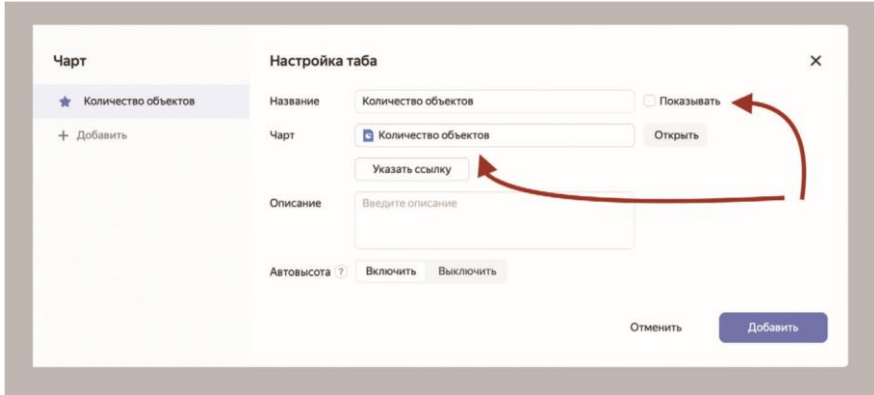 Чарт
Количество объектов
+ Добавить
Настройка таба
Название
Количество объектов
Показывать
Чарт
Количество объектов
Открыть
Указать ссылку
Описание
Введите описание
Автовысота ?
Включить
Выключить
Отменить
Добавить